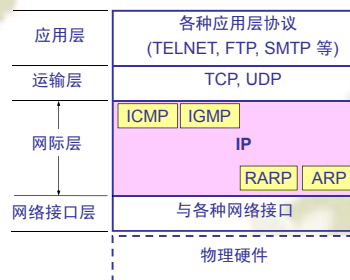 应用层
各种应用层协议
(TELNET, FTP, SMTP 等)
运输层
TCP, UDP
ICMP
IGMP
网际层
IP
RARP
ARP
网络接口层
与各种网络接口
物理硬件